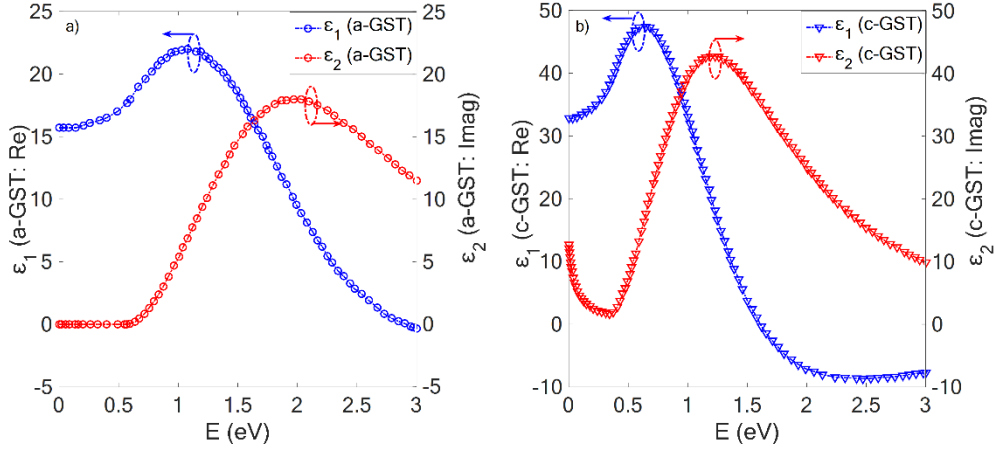 a)
ε1 (a-GST)
ε2 (a-GST)
25
20
15
10
5
0
-5
ε1 (a-GST: Re)
25
20
15
10
5
0
-5
ε2 (a-GST: Imag)
0 0.5 1 1.5 2 2.5 3
E (eV)
b)
ε1 (c-GST)
ε2 (c-GST)
50
40
30
20
10
0
-10
ε1 (c-GST: Re)
50
40
30
20
10
0
-10
ε2 (c-GST: Imag)
0 0.5 1 1.5 2 2.5 3
E (eV)